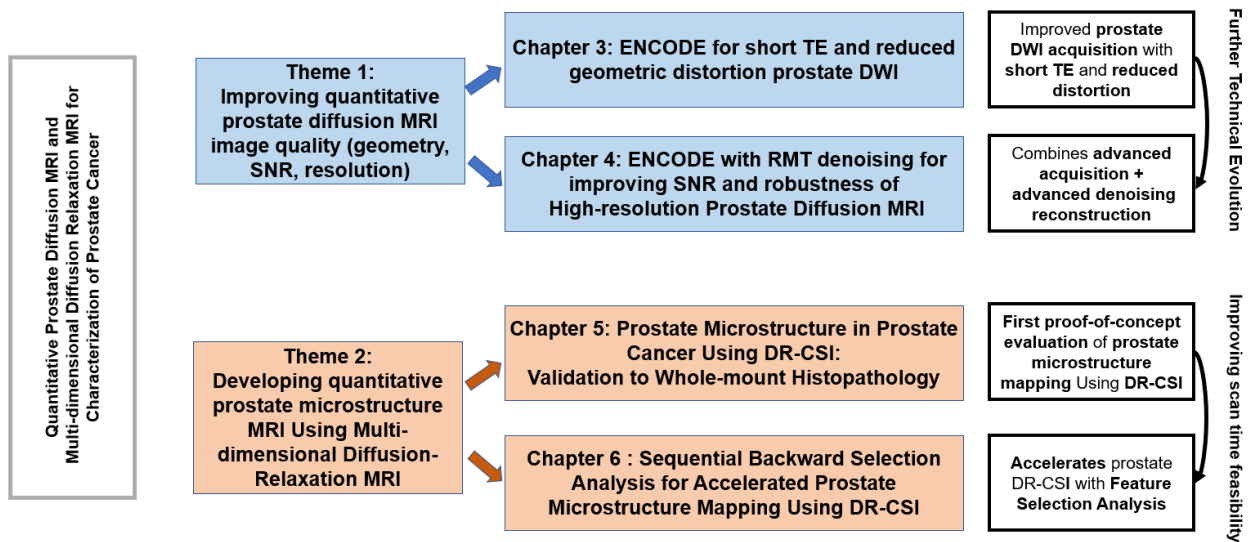 Quantitative Prostate Diffusion MRI and
Multi-dimensional Diffusion Relaxation MRI for
Characterization of Prostate Cancer
Theme 1:
Improving quantitative
prostate diffusion MRI
image quality (geometry,
SNR, resolution)
Chapter 3: ENCODE for short TE and reduced
geometric distortion prostate DWI
Improved prostate
DWI acquisition with
short TE and reduced
distortion
Chapter 4: ENCODE with RMT denoising for
improving SNR and robustness of
High-resolution Prostate Diffusion MRI
Combines advanced
acquisition +
advanced denoising
reconstruction
Further Technical Evolution
Theme 2:
Developing quantitative
prostate microstructure
MRI Using Multi-
dimensional Diffusion-
Relaxation MRI
Chapter 5: Prostate Microstructure in Prostate
Cancer Using DR-CSI:
Validation to Whole-mount Histopathology
First proof-of-concept
evaluation of prostate
microstructure
mapping Using DR-CSI
Chapter 6 : Sequential Backward Selection
Analysis for Accelerated Prostate
Microstructure Mapping Using DR-CSI
Accelerates prostate
DR-CSI with Feature
Selection Analysis
Improving scan time feasibility